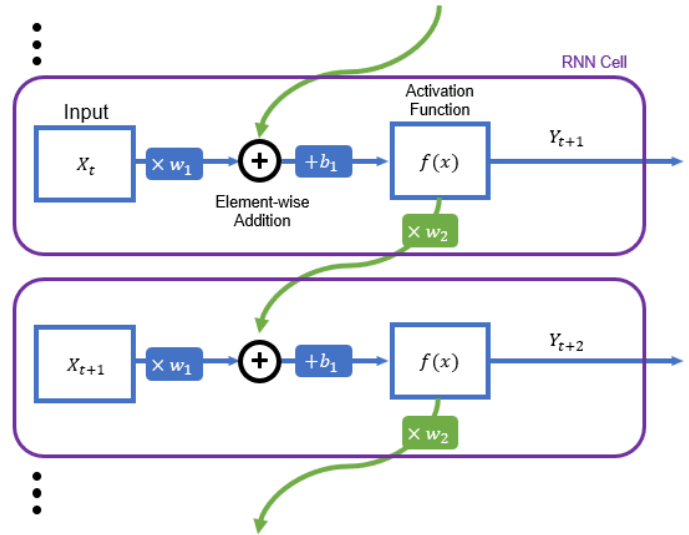 RNN Cell
Input
Activation
Function
X_t
× w_1
+
+b_1
f(x)
Y_{t+1}
Element-wise
Addition
× w_2
X_{t+1}
× w_1
+
+b_1
f(x)
Y_{t+2}
× w_2